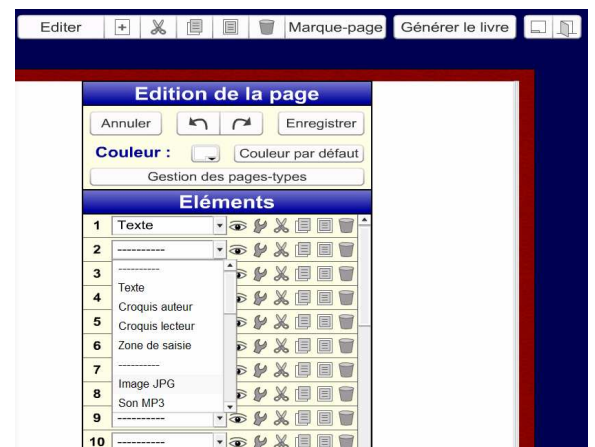 Editer Marque-page Générer le livre
Edition de la page
Annuler Enregistrer
Couleur : Couleur par défaut
Gestion des pages-types
Eléments
1 Texte
2 ----------
3 ----------
Texte
4
Croquis auteur
5 Croquis lecteur
6 Zone de saisie
7 ----------
Image JPG
8
Son MP3
9 ----------
10 ----------